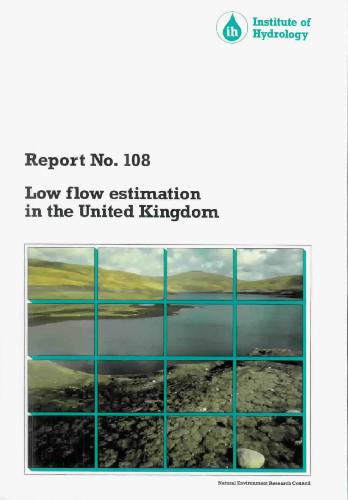 ih
Institute of
Hydrology
Report No. 108
Low flow estimation
in the United Kingdom
Natural Environment Research Council